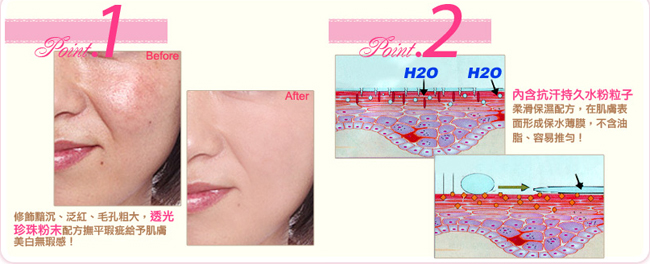 Point.1
Before
After
修飾黯沉、泛紅、毛孔粗大，透光
珍珠粉末配方撫平瑕疵給予肌膚
美白無瑕感！
Point.2
H2O H2O
內含抗汗持久水粉粒子
柔滑保濕配方，在肌膚表
面形成保水薄膜，不含油
脂、容易推勻！